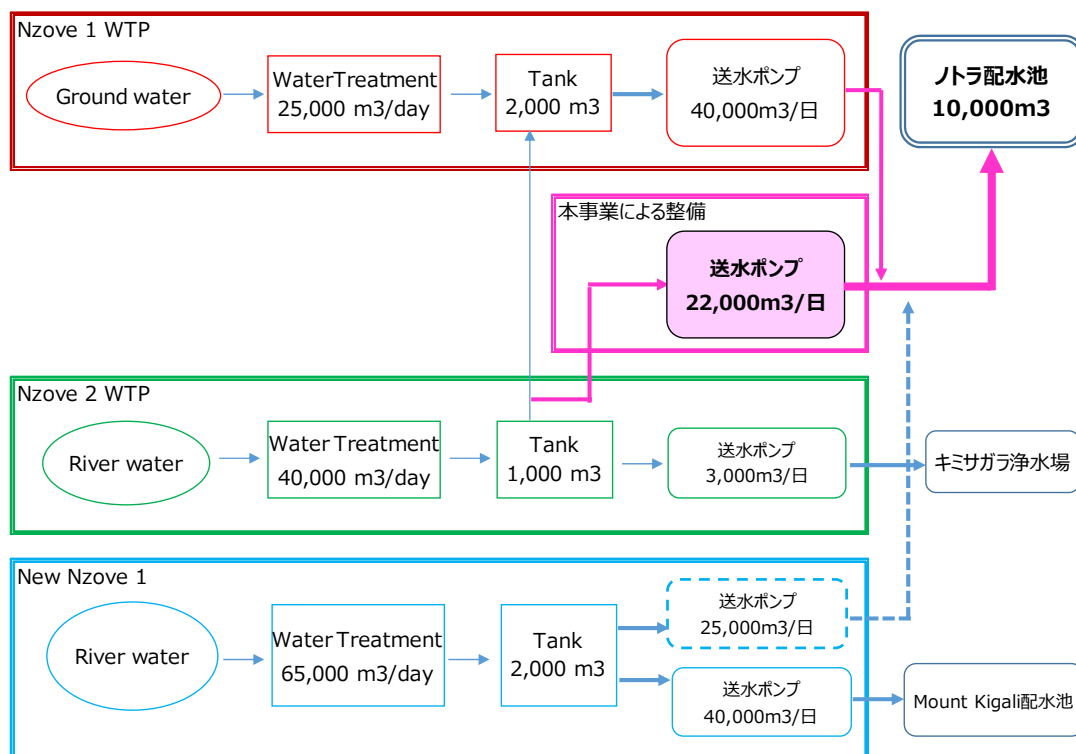 Nzove 1 WTP
Ground water
WaterTreatment
25,000 m3/day
Tank
2,000 m3
送水ポンプ
40,000m3/日
ノトラ配水池
10,000m3
本事業による整備
送水ポンプ
22,000m3/日
Nzove 2 WTP
River water
Water Treatment
40,000 m3/day
Tank
1,000 m3
送水ポンプ
3,000m3/日
キミサガラ浄水場
New Nzove 1
River water
Water Treatment
65,000 m3/day
Tank
2,000 m3
送水ポンプ
25,000m3/日
送水ポンプ
40,000m3/日
Mount Kigali配水池